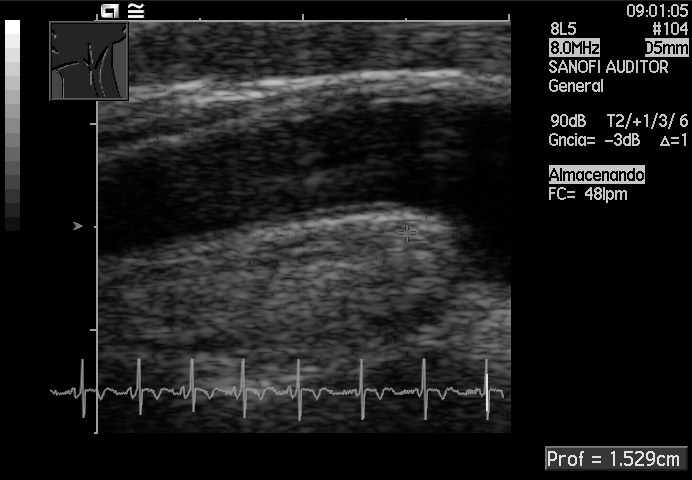 09:01:05
8L5 #104
8.0MHz D5mm
SANOFI AUDITOR
General
90dB T2/+1/3/ 6
Gncia= -3dB Δ=1
Almacenando
FC= 48lpm
Prof = 1.529cm